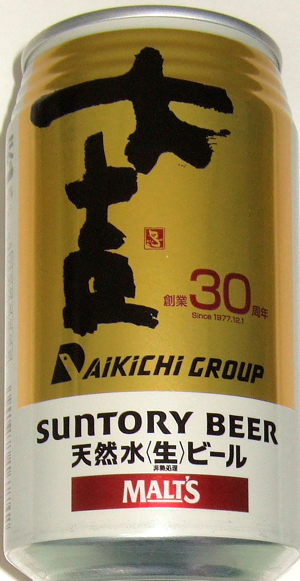 大吉
創業30周年
Since 1977.12.1
DAIKICHI GROUP
SUNTORY BEER
天然水〈生〉ビール
非熱処理
MALT'S